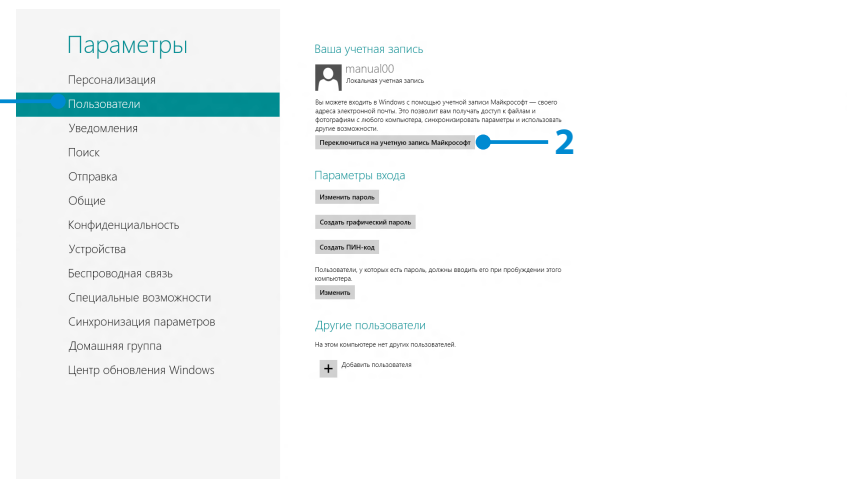 Параметры
Персонализация
Пользователи
Уведомления
Поиск
Отправка
Общие
Конфиденциальность
Устройства
Беспроводная связь
Специальные возможности
Синхронизация параметров
Домашняя группа
Центр обновления Windows
Ваша учетная запись
manual00
Локальная учетная запись
Вы можете входить в Windows с помощью учетной записи Майкрософт — своего
адреса электронной почты. Это позволит вам получать доступ к файлам и
фотографиям с любого компьютера, синхронизировать параметры и использовать
другие возможности.
Переключиться на учетную запись Майкрософт
2
Параметры входа
Изменить пароль
Создать графический пароль
Создать ПИН-код
Пользователи, у которых есть пароль, должны вводить его при пробуждении этого
компьютера.
Изменить
Другие пользователи
На этом компьютере нет других пользователей.
Добавить пользователя